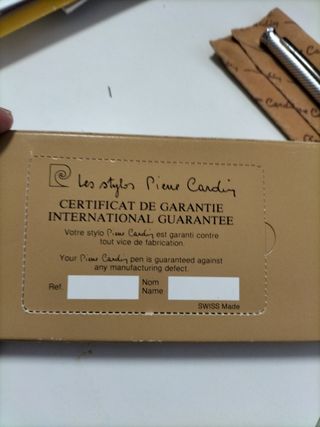 Les stylos Pierre Cardin
CERTIFICAT DE GARANTIE
INTERNATIONAL GUARANTEE
Votre stylo Pierre Cardin est garanti contre
tout vice de fabrication.
Your Pierre Cardin pen is guaranteed against
any manufacturing defect.
Ref.
Nom
Name
SWISS Made